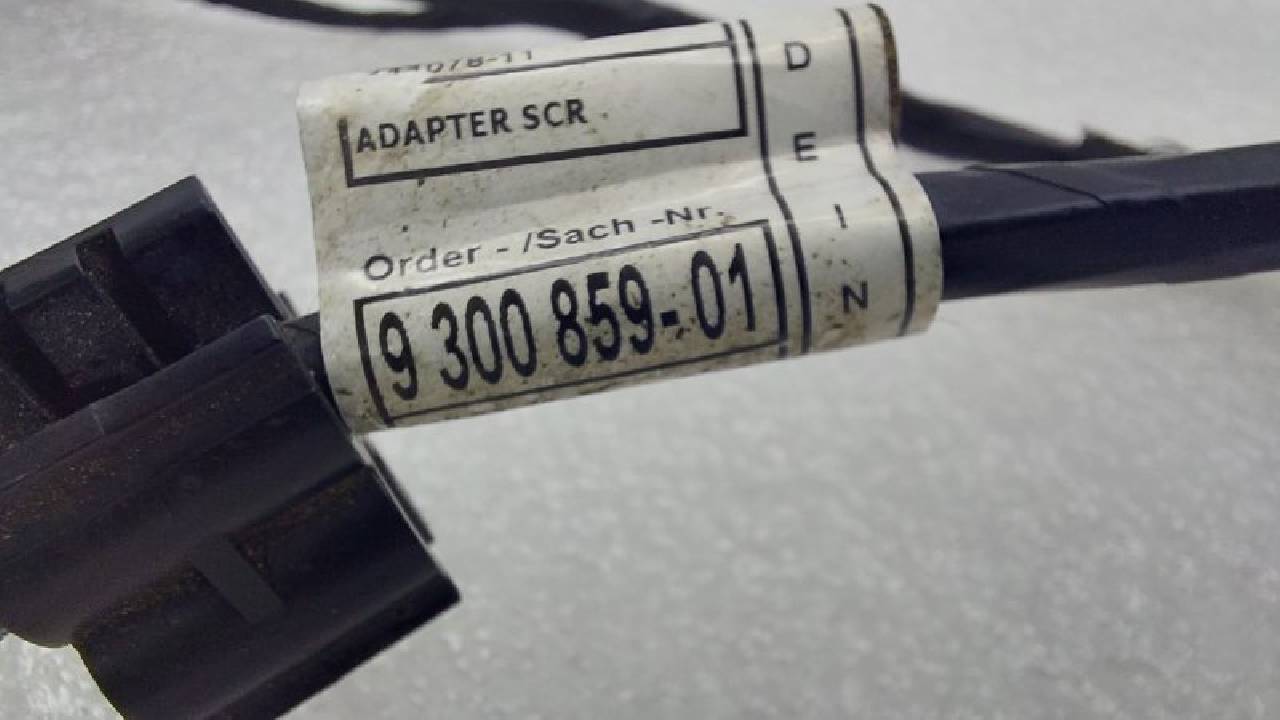 ADAPTER SCR
Order - /Sach -Nr.
9 300 859-01
D
E
I
N